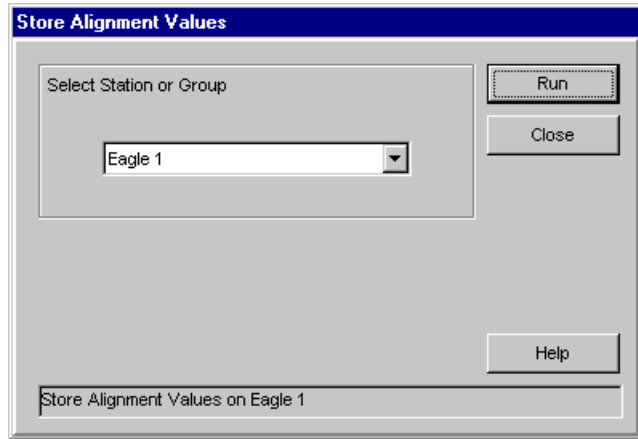 Store Alignment Values
Select Station or Group
Run
Eagle 1
Close
Help
Store Alignment Values on Eagle 1